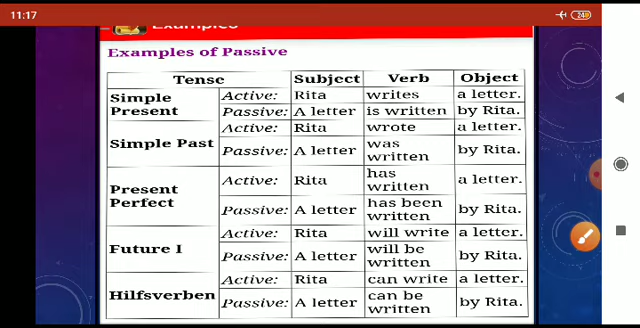 11:17
24
Examples
Examples of Passive
Tense Subject Verb Object
Simple Present Active: Rita writes a letter.
Passive: A letter is written by Rita.
Simple Past Active: Rita wrote a letter.
Passive: A letter was written by Rita.
Present Perfect Active: Rita has written a letter.
Passive: A letter has been written by Rita.
Future I Active: Rita will write a letter.
Passive: A letter will be written by Rita.
Hilfsverben Active: Rita can write a letter.
Passive: A letter can be written by Rita.